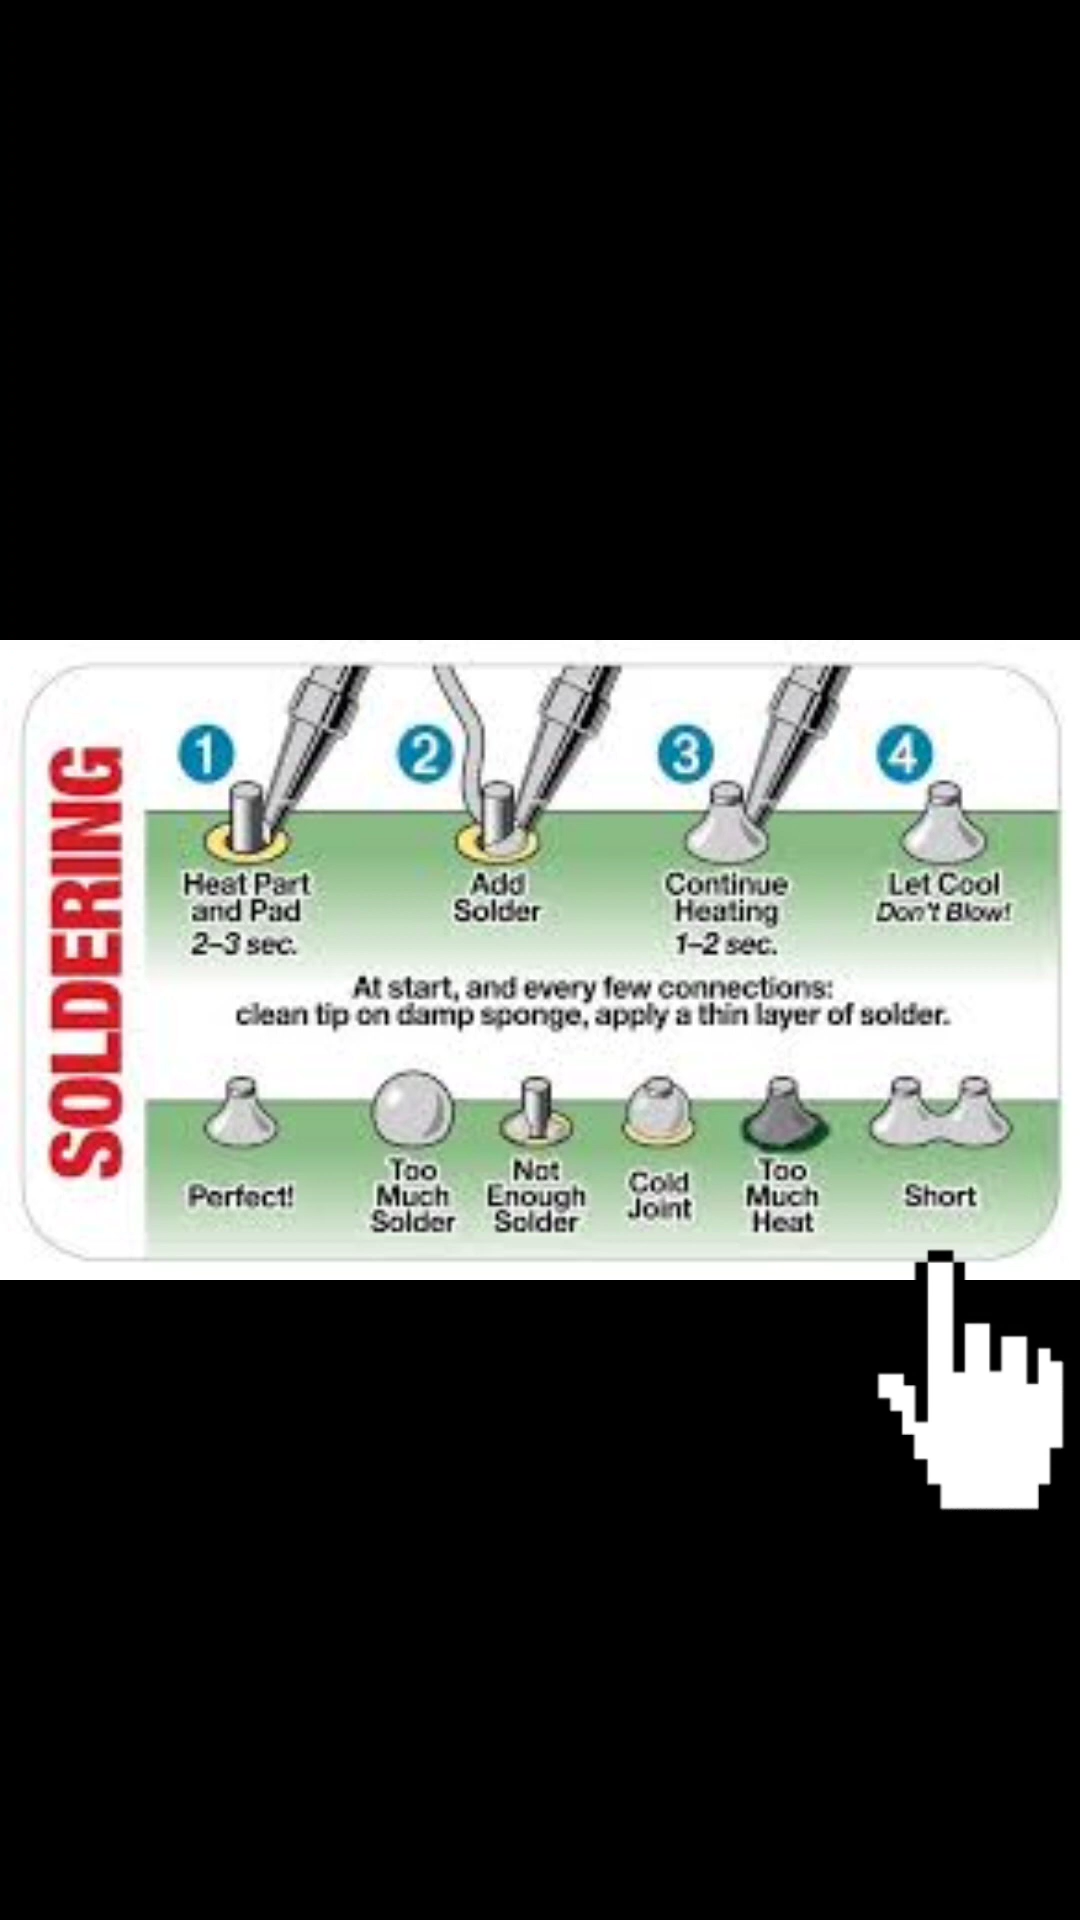 SOLDERING
1
2
3
4
Heat Part
and Pad
2–3 sec.
Add
Solder
Continue
Heating
1–2 sec.
Let Cool
Don't Blow!
At start, and every few connections:
clean tip on damp sponge, apply a thin layer of solder.
Perfect!
Too
Much
Solder
Not
Enough
Solder
Cold
Joint
Too
Much
Heat
Short